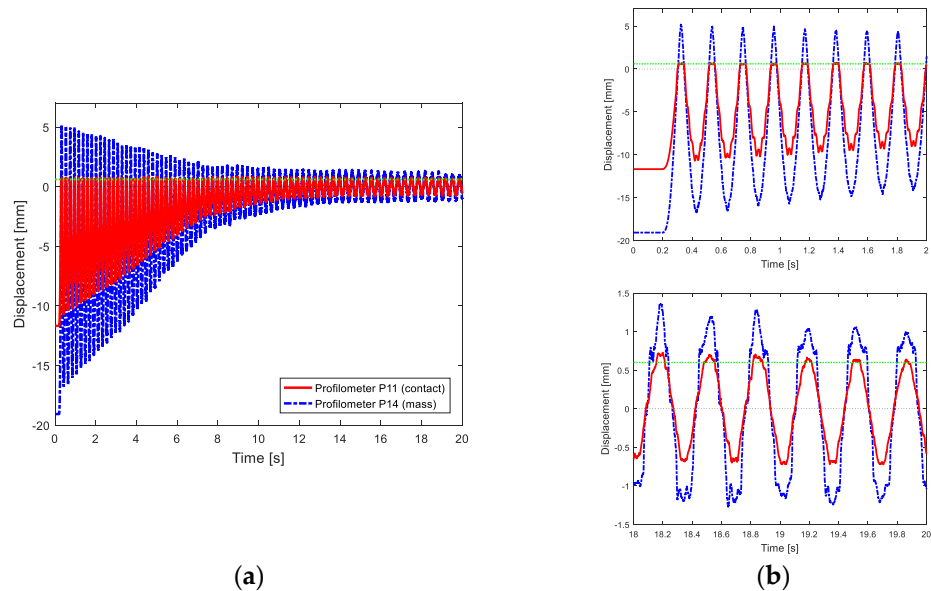 5
0
-5
-10
-15
-20
Displacement [mm]
0 2 4 6 8 10 12 14 16 18 20
Time [s]
Profilometer P11 (contact)
Profilometer P14 (mass)
(a)
5
0
-5
-10
-15
-20
Displacement [mm]
0 0.2 0.4 0.6 0.8 1 1.2 1.4 1.6 1.8 2
Time [s]
1.5
1
0.5
0
-0.5
-1
-1.5
Displacement [mm]
18 18.2 18.4 18.6 18.8 19 19.2 19.4 19.6 19.8 20
Time [s]
(b)